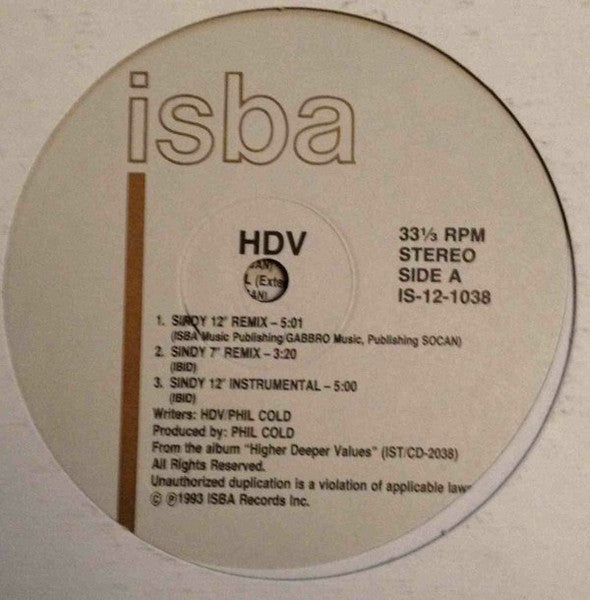 isba
HDV
33⅓ RPM
STEREO
SIDE A
IS-12-1038
L (Exte
1. SINDY 12" REMIX – 5:01
(ISBA Music Publishing/GABBRO Music, Publishing SOCAN)
2. SINDY 7" REMIX – 3:20
(IBID)
3. SINDY 12" INSTRUMENTAL – 5:00
(IBID)
Writers: HDV/PHIL COLD
Produced by: PHIL COLD
From the album "Higher Deeper Values" (IST/CD-2038)
All Rights Reserved.
Unauthorized duplication is a violation of applicable laws
© ℗1993 ISBA Records Inc.